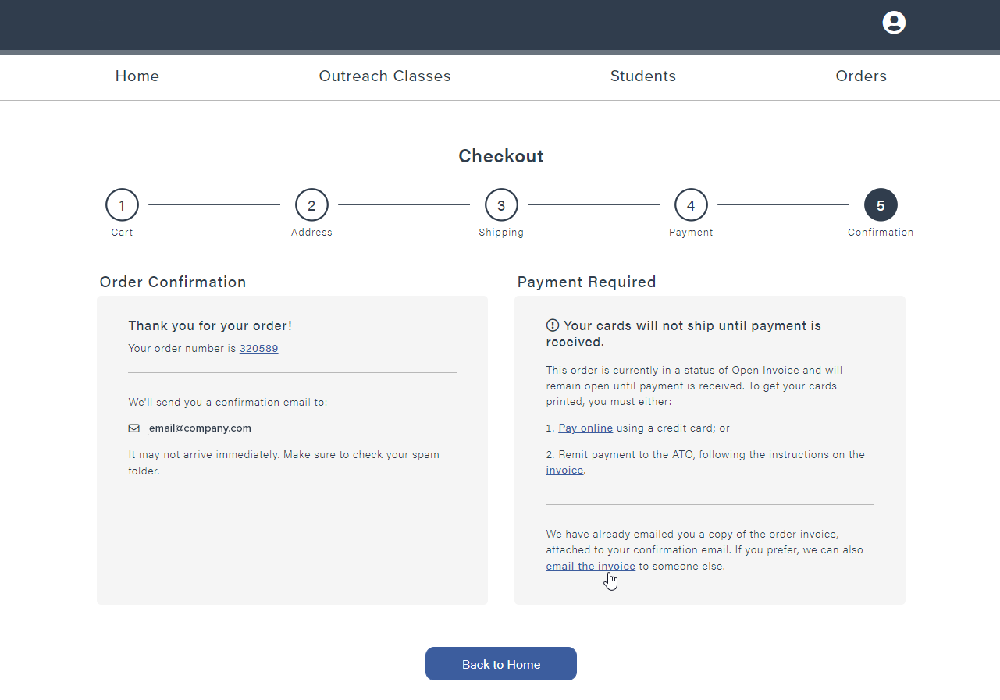 Home Outreach Classes Students Orders
Checkout
1 2 3 4 5
Cart Address Shipping Payment Confirmation
Order Confirmation
Thank you for your order!
Your order number is 320589
We'll send you a confirmation email to:
email@company.com
It may not arrive immediately. Make sure to check your spam
folder.
Payment Required
Your cards will not ship until payment is
received.
This order is currently in a status of Open Invoice and will
remain open until payment is received. To get your cards
printed, you must either:
1. Pay online using a credit card; or
2. Remit payment to the ATO, following the instructions on the
invoice.
We have already emailed you a copy of the order invoice,
attached to your confirmation email. If you prefer, we can also
email the invoice to someone else.
Back to Home